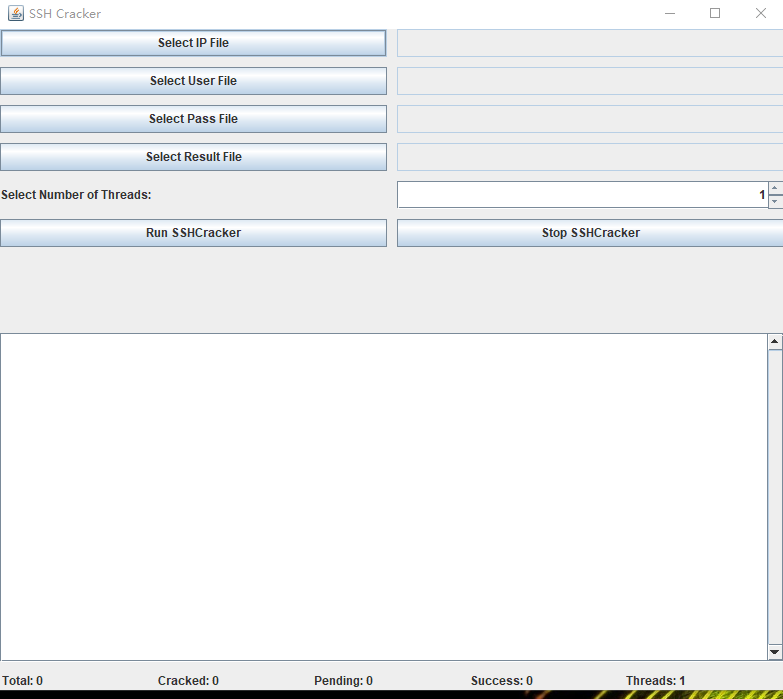 SSH Cracker
Select IP File
Select User File
Select Pass File
Select Result File
Select Number of Threads: 1
Run SSHCracker Stop SSHCracker
Total: 0 Cracked: 0 Pending: 0 Success: 0 Threads: 1